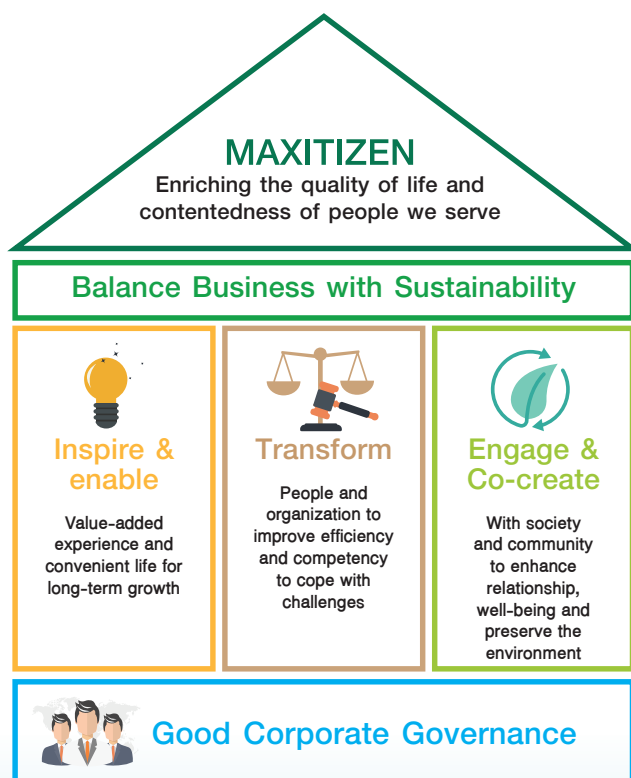 MAXITIZEN
Enriching the quality of life and
contentedness of people we serve
Balance Business with Sustainability
Inspire &
enable
Value-added
experience and
convenient life for
long-term growth
Transform
People and
organization to
improve efficiency
and competency
to cope with
challenges
Engage &
Co-create
With society
and community
to enhance
relationship,
well-being and
preserve the
environment
Good Corporate Governance